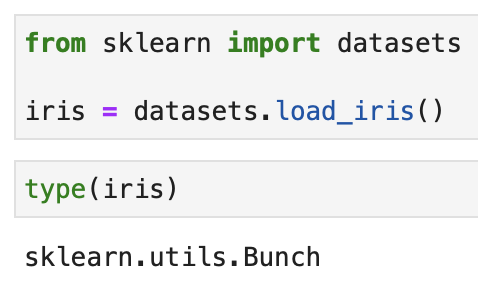 from sklearn import datasets
iris = datasets.load_iris()
type(iris)
sklearn.utils.Bunch